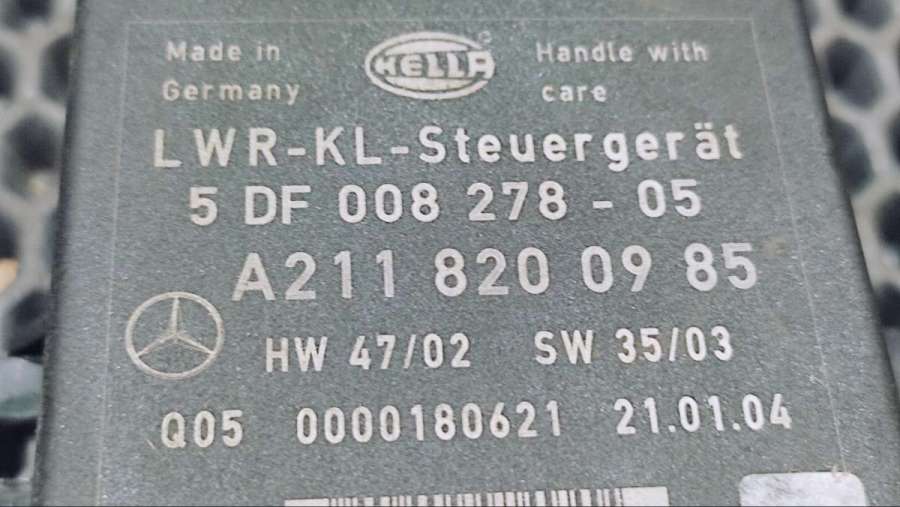 Made in Germany
HELLA
Handle with care
LWR-KL-Steuergerät
5 DF 008 278 - 05
A211 820 09 85
HW 47/02 SW 35/03
Q05 0000180621 21.01.04